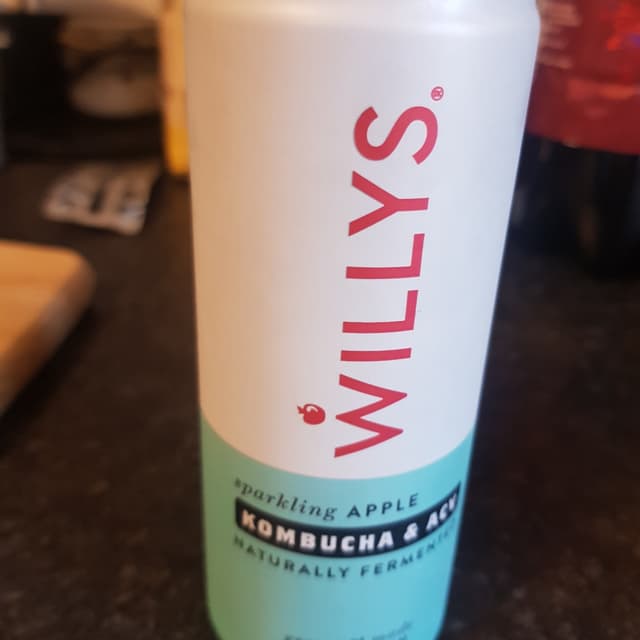 WILLYS®
sparkling APPLE
KOMBUCHA & ACV
NATURALLY FERMENTED